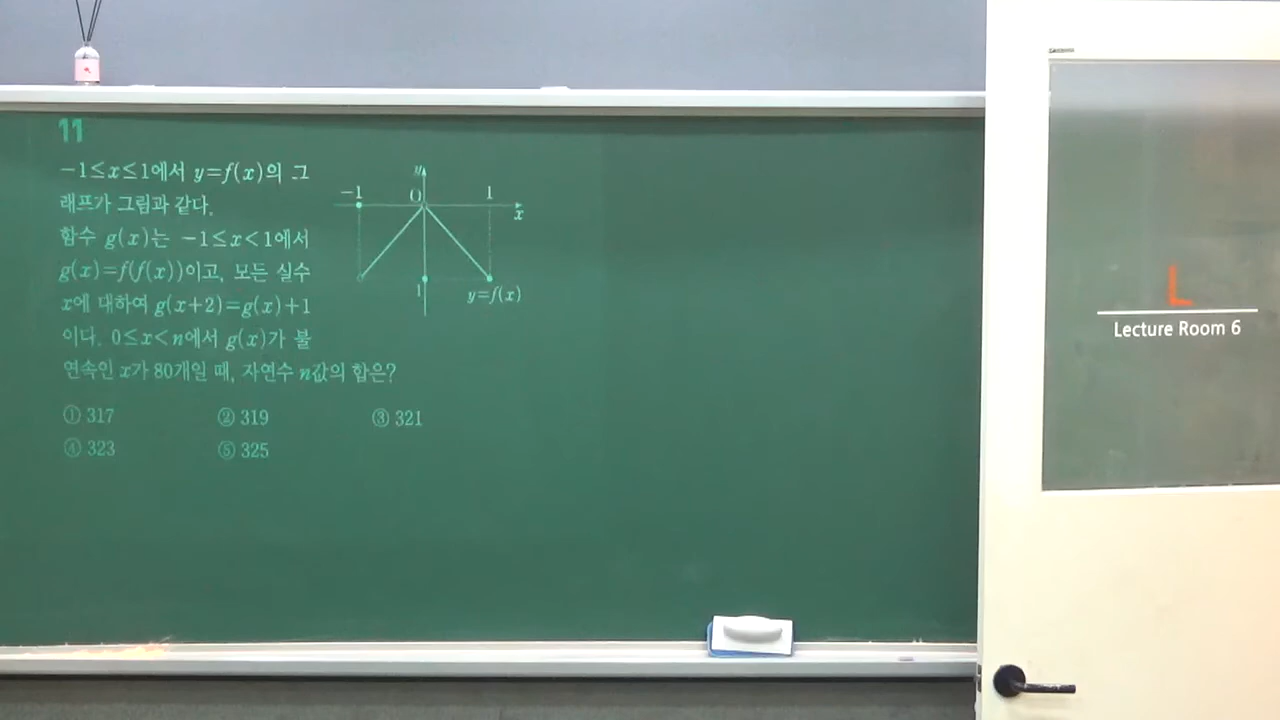 11
-1≤x≤1에서 y=f(x)의 그
래프가 그림과 같다.
함수 g(x)는 -1≤x<1에서
g(x)=f(f(x))이고, 모든 실수
x에 대하여 g(x+2)=g(x)+1
이다. 0≤x<n에서 g(x)가 불
연속인 x가 80개일 때, 자연수 n값의 합은?
① 317 ② 319 ③ 321
④ 323 ⑤ 325
y
-1 O 1
x
1 y=f(x)
L
Lecture Room 6